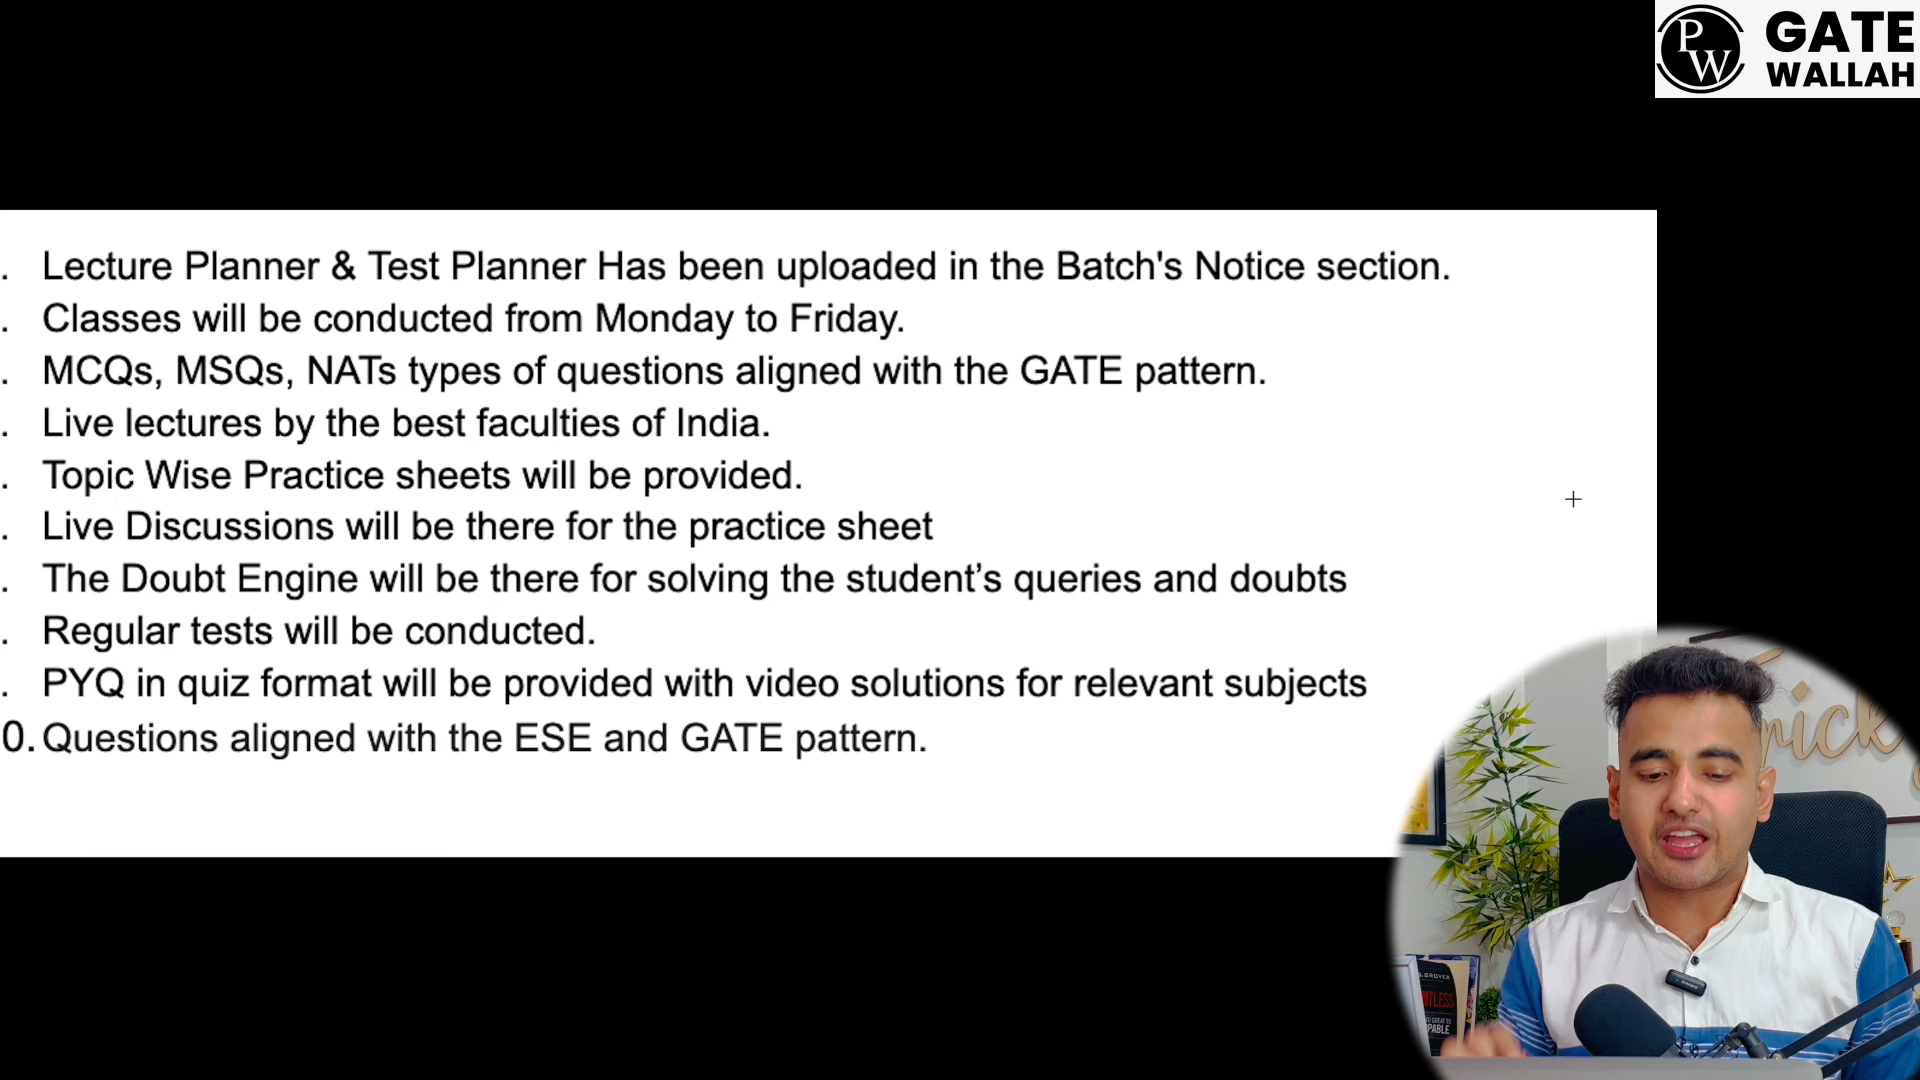 PW
GATE
WALLAH
. Lecture Planner & Test Planner Has been uploaded in the Batch's Notice section.
. Classes will be conducted from Monday to Friday.
. MCQs, MSQs, NATs types of questions aligned with the GATE pattern.
. Live lectures by the best faculties of India.
. Topic Wise Practice sheets will be provided.
. Live Discussions will be there for the practice sheet
. The Doubt Engine will be there for solving the student’s queries and doubts
. Regular tests will be conducted.
. PYQ in quiz format will be provided with video solutions for relevant subjects
0. Questions aligned with the ESE and GATE pattern.
GROVER